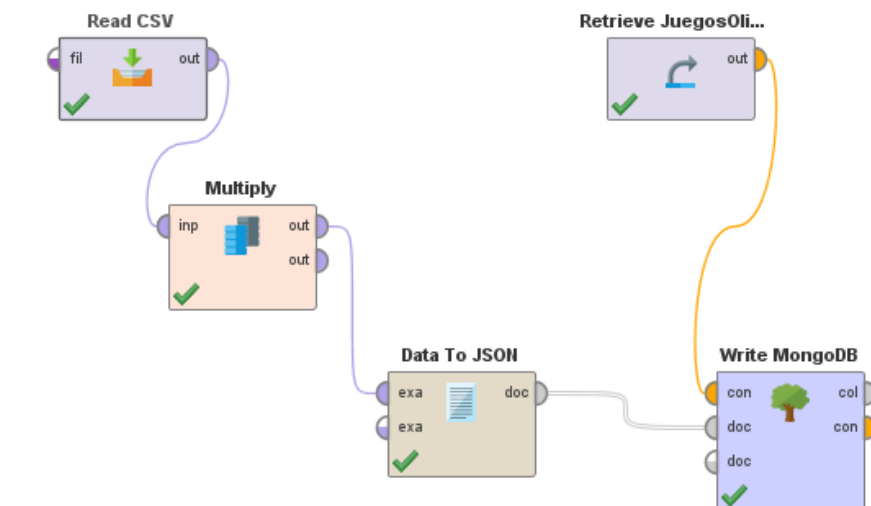 Read CSV
fil
out
Retrieve JuegosOli...
out
Multiply
inp
out
out
Data To JSON
exa
doc
exa
Write MongoDB
con
col
doc
con
doc